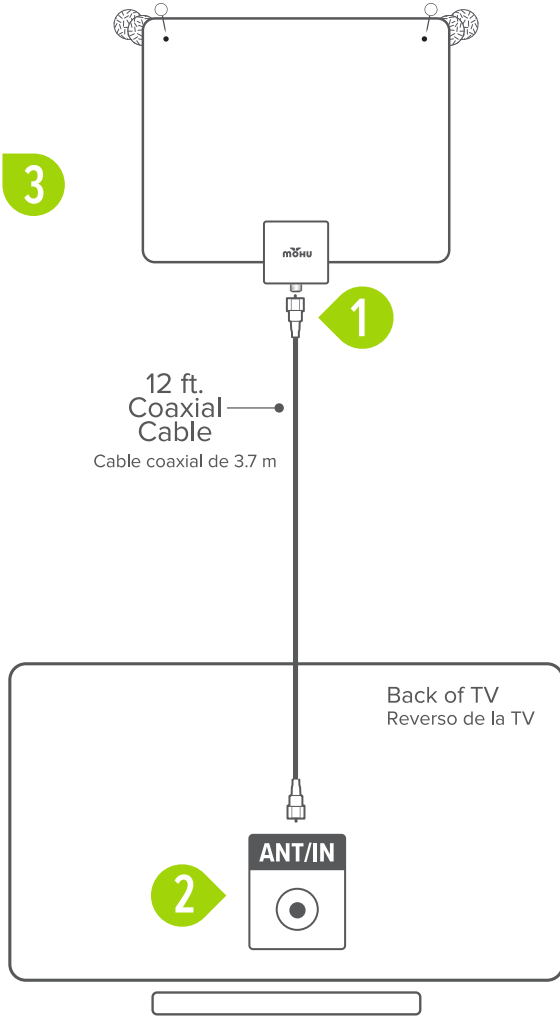 3
mohu
1
12 ft.
Coaxial
Cable
Cable coaxial de 3.7 m
Back of TV
Reverso de la TV
ANT/IN
2